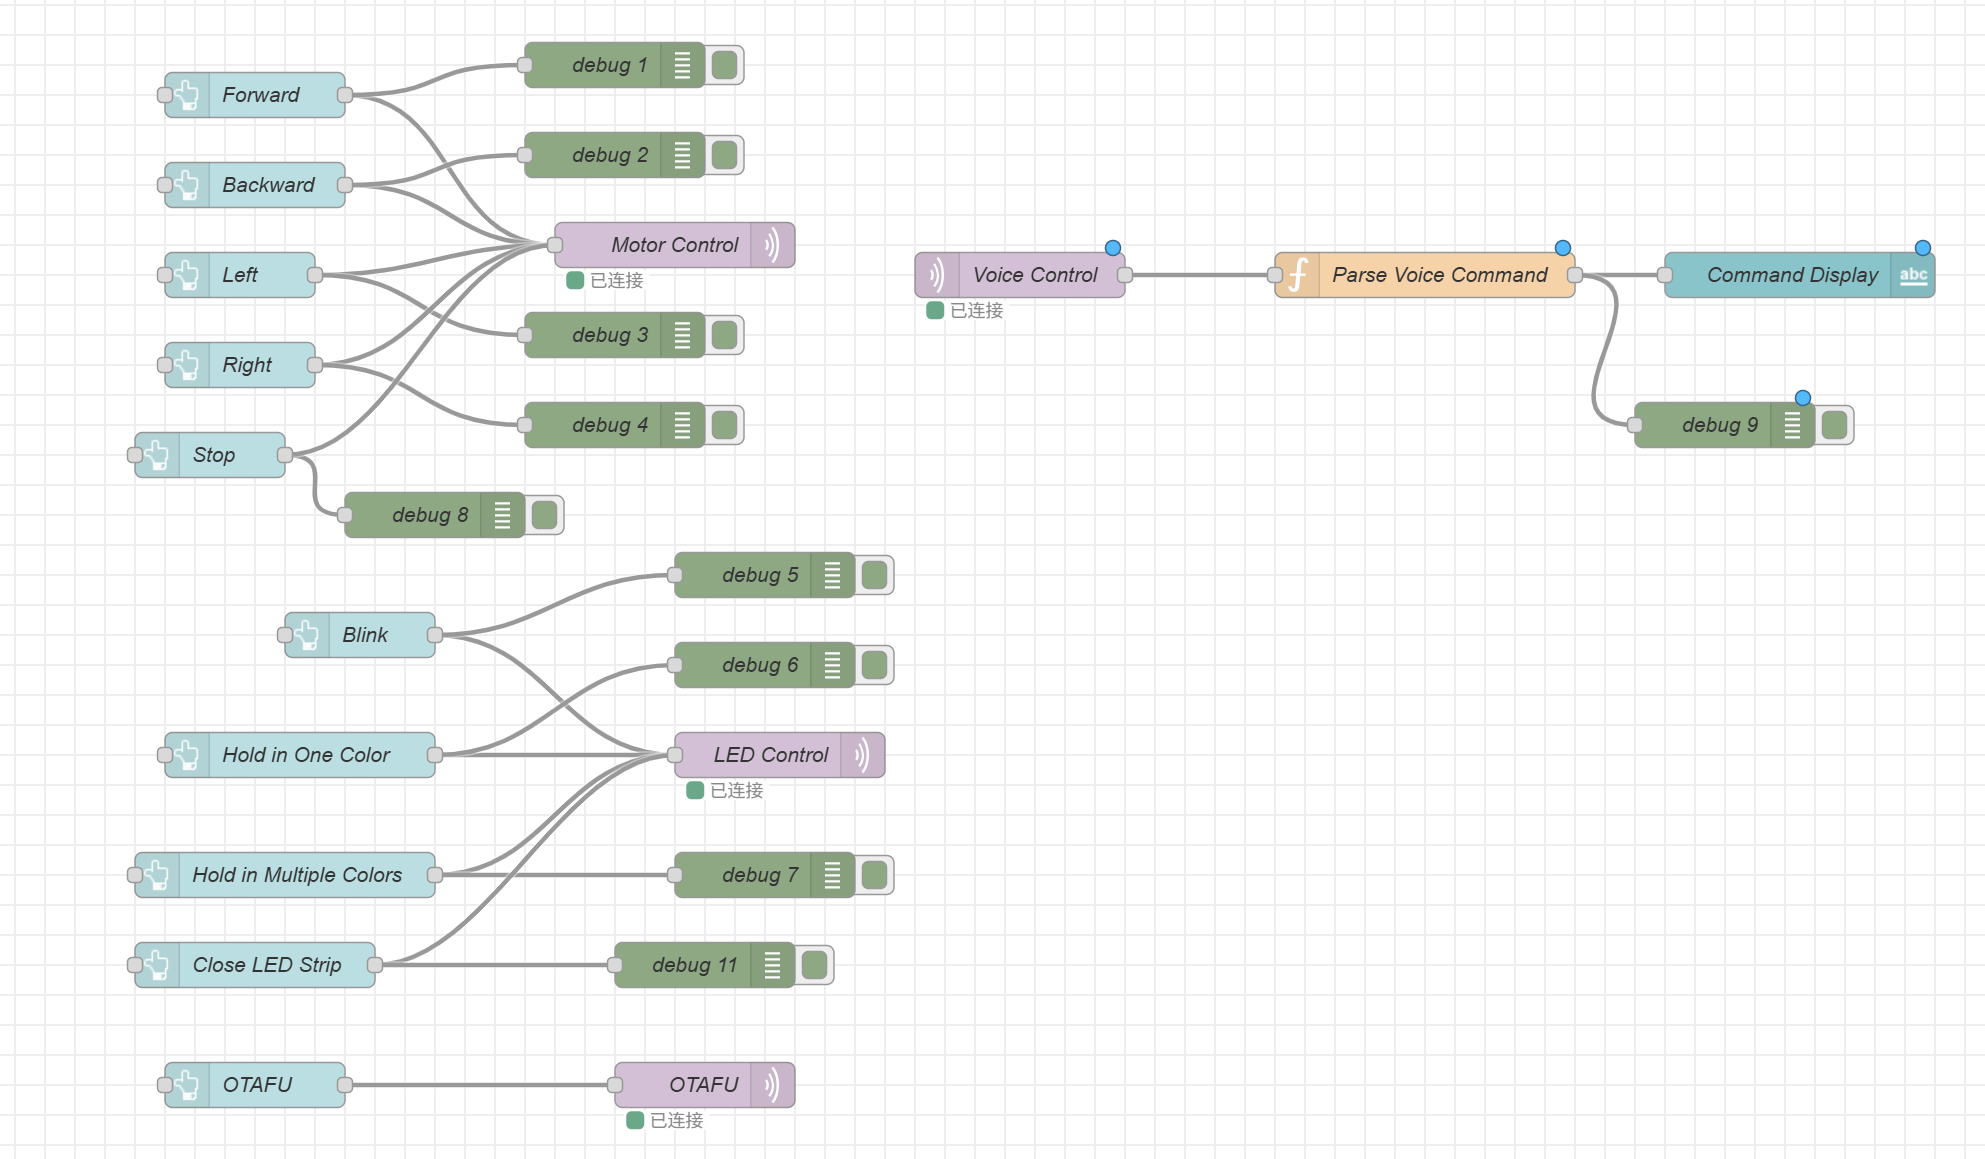 debug 1
Forward
debug 2
Backward
Motor Control
已连接
Left
debug 3
Right
debug 4
Stop
debug 8
debug 5
Blink
debug 6
Hold in One Color
LED Control
已连接
Hold in Multiple Colors
debug 7
Close LED Strip
debug 11
OTAFU
OTAFU
已连接
Voice Control
已连接
Parse Voice Command
Command Display
abc
debug 9